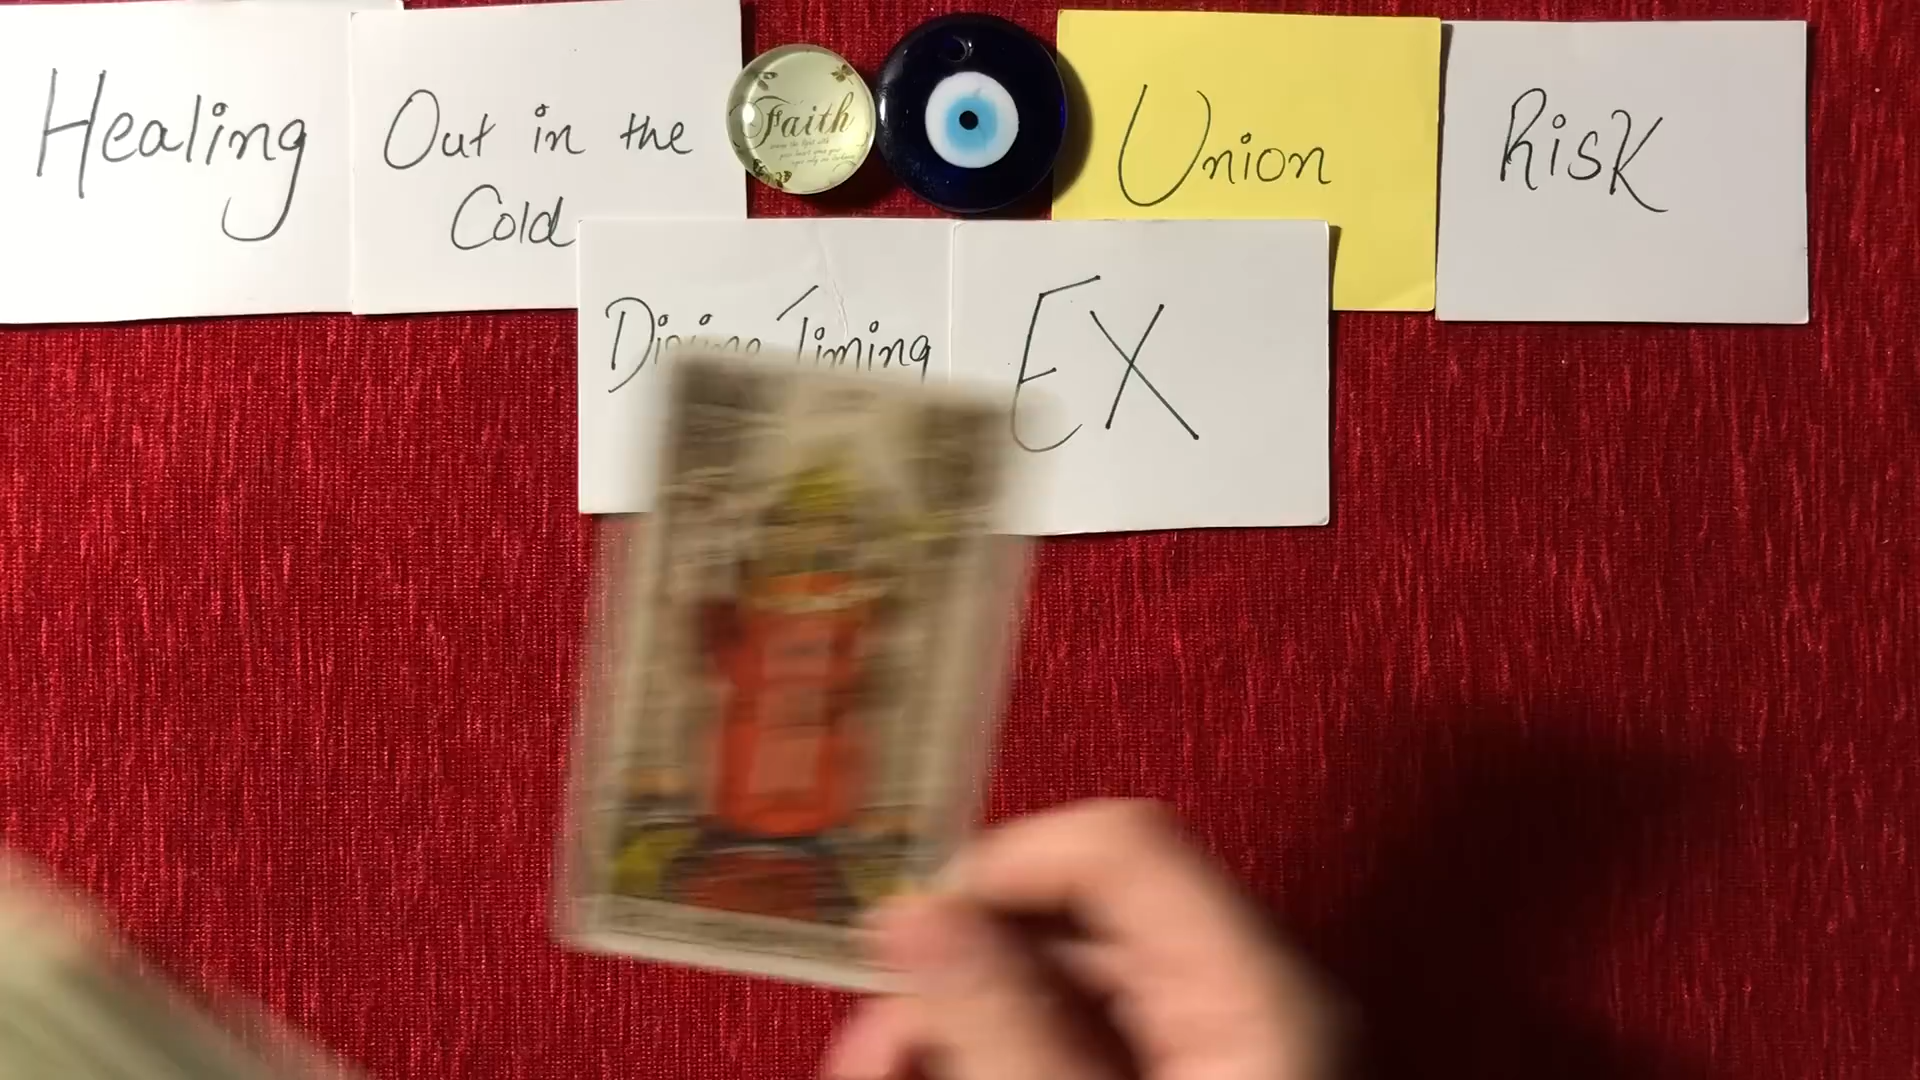 Healing
Out in the
Cold
Faith
Union
Risk
Divine Timing
EX